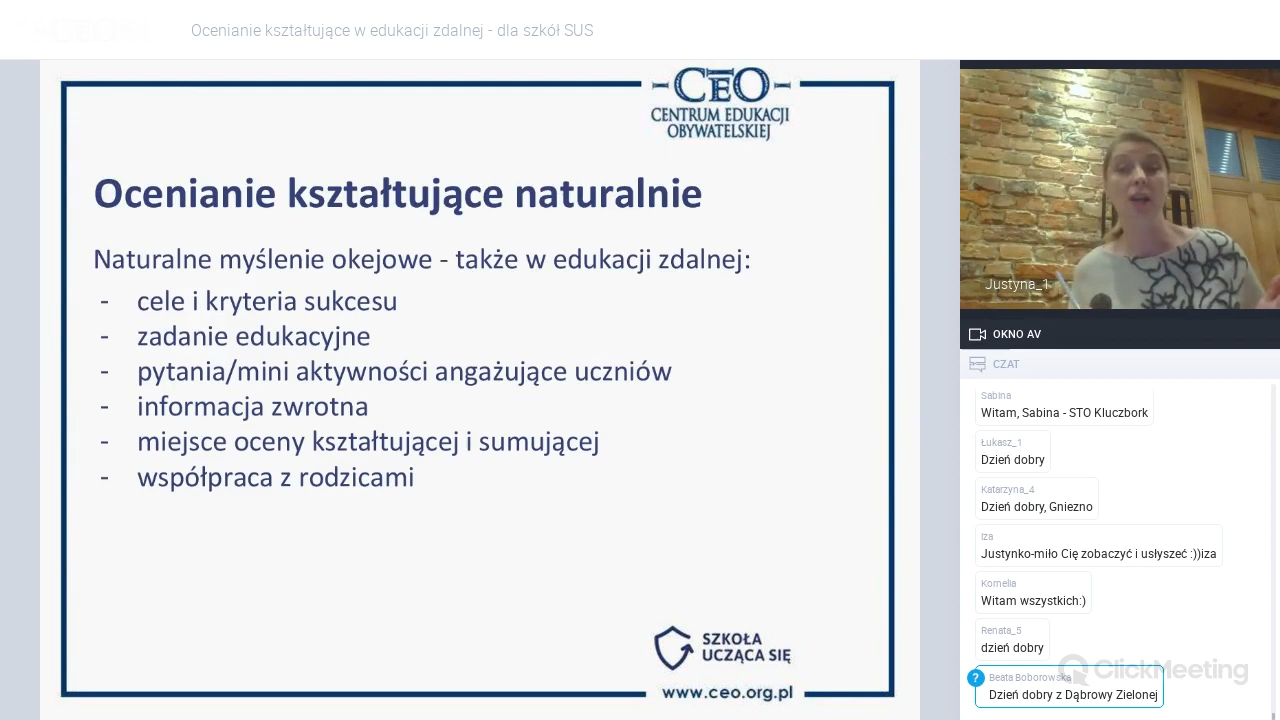 Ocenianie kształtujące w edukacji zdalnej - dla szkół SUS
CEO
CENTRUM EDUKACJI
OBYWATELSKIEJ
Ocenianie kształtujące naturalnie
Naturalne myślenie okejowe - także w edukacji zdalnej:
- cele i kryteria sukcesu
- zadanie edukacyjne
- pytania/mini aktywności angażujące uczniów
- informacja zwrotna
- miejsce oceny kształtującej i sumującej
- współpraca z rodzicami
SZKOŁA
UCZĄCA SIĘ
www.ceo.org.pl
Justyna_1
OKNO AV
CZAT
Sabina
Witam, Sabina - STO Kluczbork
Łukasz_1
Dzień dobry
Katarzyna_4
Dzień dobry, Gniezno
Iza
Justynko-miło Cię zobaczyć i usłyszeć :))iza
Kornelia
Witam wszystkich:)
Renata_5
dzień dobry
ClickMeeting
?
Beata Boborowska
Dzień dobry z Dąbrowy Zielonej